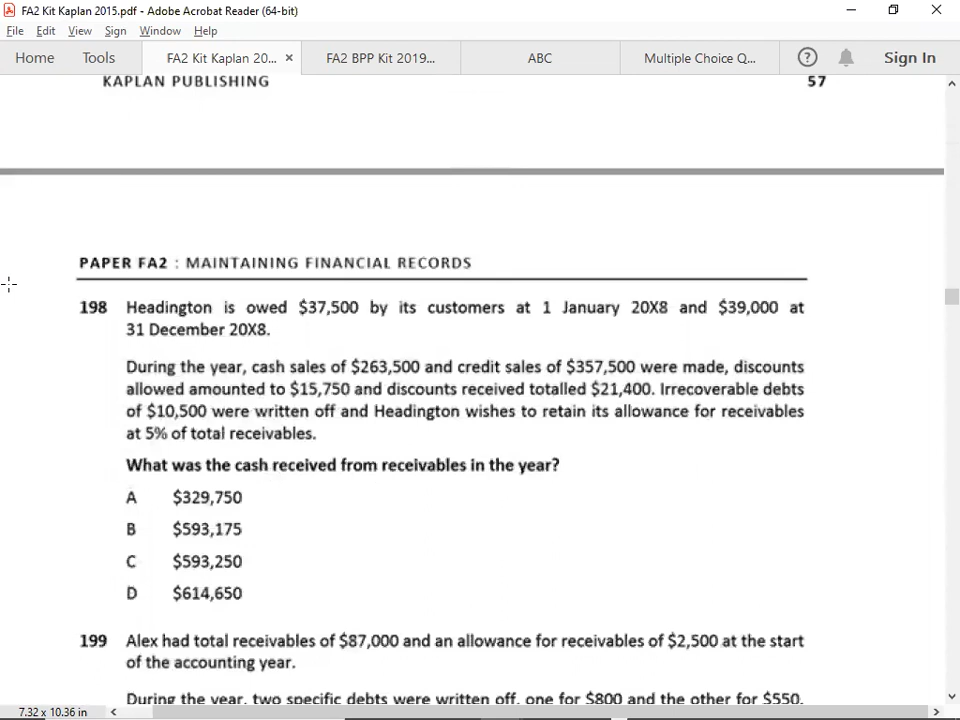 FA2 Kit Kaplan 2015.pdf - Adobe Acrobat Reader (64-bit)
File Edit View Sign Window Help
Home Tools FA2 Kit Kaplan 20... × FA2 BPP Kit 2019... ABC Multiple Choice Q... Sign In
KAPLAN PUBLISHING 57
PAPER FA2 : MAINTAINING FINANCIAL RECORDS
198 Headington is owed $37,500 by its customers at 1 January 20X8 and $39,000 at
31 December 20X8.
During the year, cash sales of $263,500 and credit sales of $357,500 were made, discounts
allowed amounted to $15,750 and discounts received totalled $21,400. Irrecoverable debts
of $10,500 were written off and Headington wishes to retain its allowance for receivables
at 5% of total receivables.
What was the cash received from receivables in the year?
A $329,750
B $593,175
C $593,250
D $614,650
199 Alex had total receivables of $87,000 and an allowance for receivables of $2,500 at the start
of the accounting year.
During the year, two specific debts were written off, one for $800 and the other for $550.
7.32 x 10.36 in